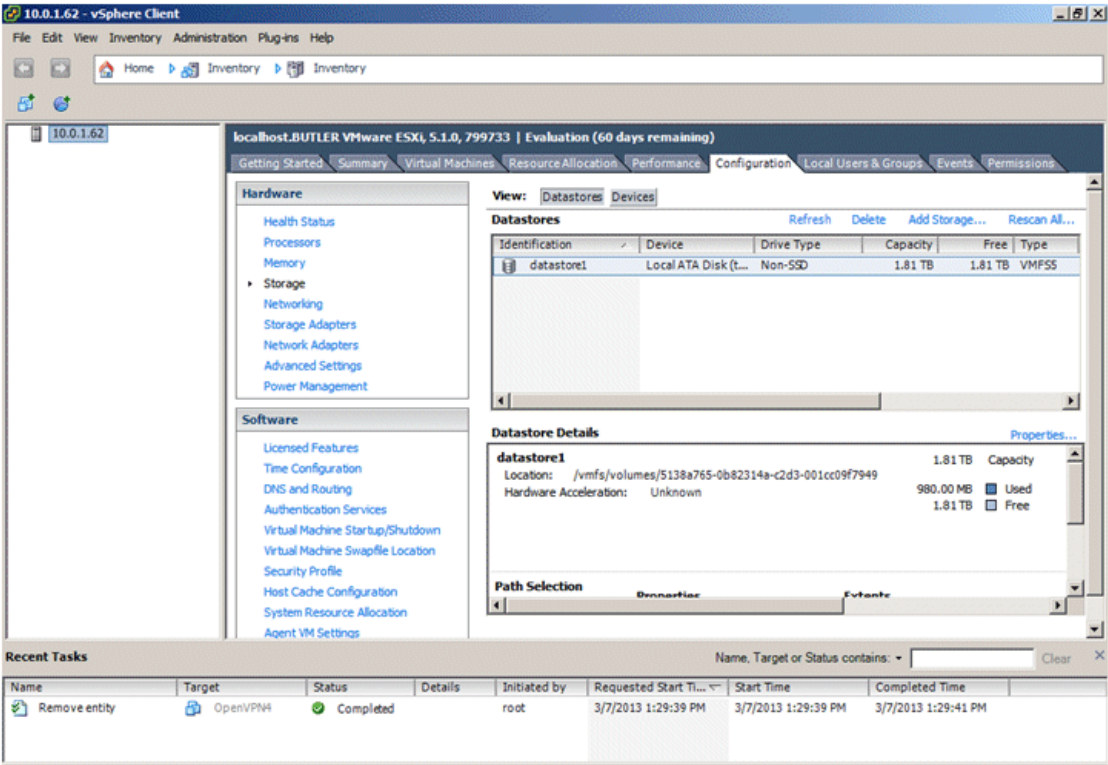 10.0.1.62 - vSphere Client
File Edit View Inventory Administration Plug-ins Help
Home Inventory Inventory
10.0.1.62
localhost.BUTLER VMware ESXi, 5.1.0, 799733 | Evaluation (60 days remaining)
Getting Started Summary Virtual Machines Resource Allocation Performance Configuration Local Users & Groups Events Permissions
Hardware
Health Status
Processors
Memory
Storage
Networking
Storage Adapters
Network Adapters
Advanced Settings
Power Management
Software
Licensed Features
Time Configuration
DNS and Routing
Authentication Services
Virtual Machine Startup/Shutdown
Virtual Machine Swapfile Location
Security Profile
Host Cache Configuration
System Resource Allocation
Agent VM Settings
View: Datastores Devices
Datastores Refresh Delete Add Storage... Rescan All...
Identification Device Drive Type Capacity Free Type
datastore1 Local ATA Disk (t... Non-SSD 1.81 TB 1.81 TB VMFS5
Datastore Details Properties...
datastore1 1.81 TB Capacity
Location: /vmfs/volumes/5138a765-0b82314a-c2d3-001cc09f7949
Hardware Acceleration: Unknown
980.00 MB Used
1.81 TB Free
Path Selection Properties Extents
Recent Tasks Name, Target or Status contains: Clear
Name Target Status Details Initiated by Requested Start Ti... Start Time Completed Time
Remove entity OpenVPN4 Completed root 3/7/2013 1:29:39 PM 3/7/2013 1:29:39 PM 3/7/2013 1:29:41 PM